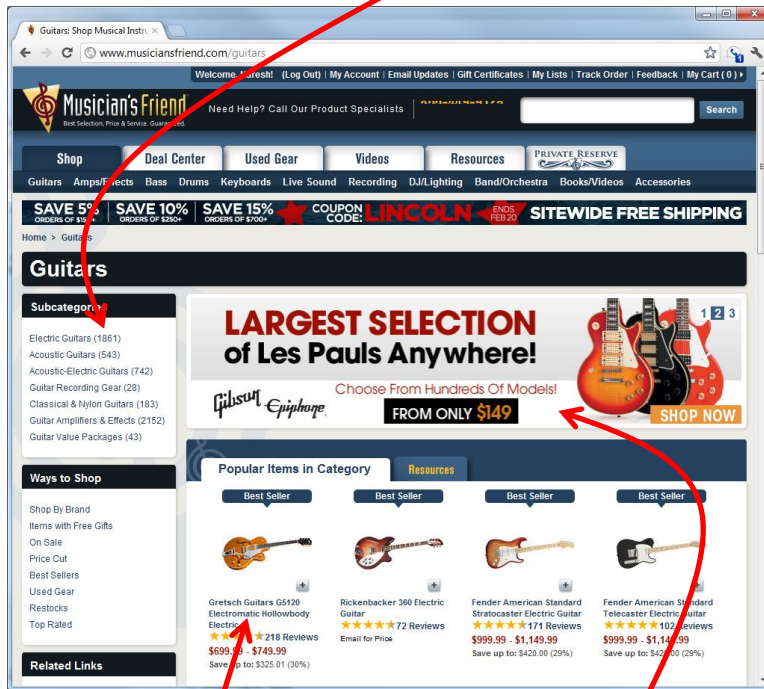 Guitars: Shop Musical Instru
www.musiciansfriend.com/guitars
Welcome, Naresh! (Log Out) | My Account | Email Updates | Gift Certificates | My Lists | Track Order | Feedback | My Cart ( 0 )
Musician's Friend
Best Selection, Price & Service. Guaranteed.
Need Help? Call Our Product Specialists
Search
Shop Deal Center Used Gear Videos Resources PRIVATE RESERVE
Guitars Amps/Effects Bass Drums Keyboards Live Sound Recording DJ/Lighting Band/Orchestra Books/Videos Accessories
SAVE 5% SAVE 10% SAVE 15% COUPON CODE: LINCOLN ENDS FEB 20 SITEWIDE FREE SHIPPING
ORDERS OF ORDERS OF $250+ ORDERS OF $700+
Home > Guitars
Guitars
Subcategories
Electric Guitars (1861)
Acoustic Guitars (543)
Acoustic-Electric Guitars (742)
Guitar Recording Gear (28)
Classical & Nylon Guitars (183)
Guitar Amplifiers & Effects (2152)
Guitar Value Packages (43)
LARGEST SELECTION
of Les Pauls Anywhere!
Gibson Epiphone
Choose From Hundreds Of Models!
FROM ONLY $149
1 2 3
SHOP NOW
Ways to Shop
Shop By Brand
Items with Free Gifts
On Sale
Price Cut
Best Sellers
Used Gear
Restocks
Top Rated
Related Links
Popular Items in Category Resources
Best Seller
Gretsch Guitars G5120
Electromatic Hollowbody
Electric
218 Reviews
$699.99 - $749.99
Save up to: $325.01 (30%)
Best Seller
Rickenbacker 360 Electric
Guitar
72 Reviews
Email for Price
Best Seller
Fender American Standard
Stratocaster Electric Guitar
171 Reviews
$999.99 - $1,149.99
Save up to: $420.00 (29%)
Best Seller
Fender American Standard
Telecaster Electric Guitar
102 Reviews
$999.99 - $1,149.99
Save up to: $420.00 (29%)